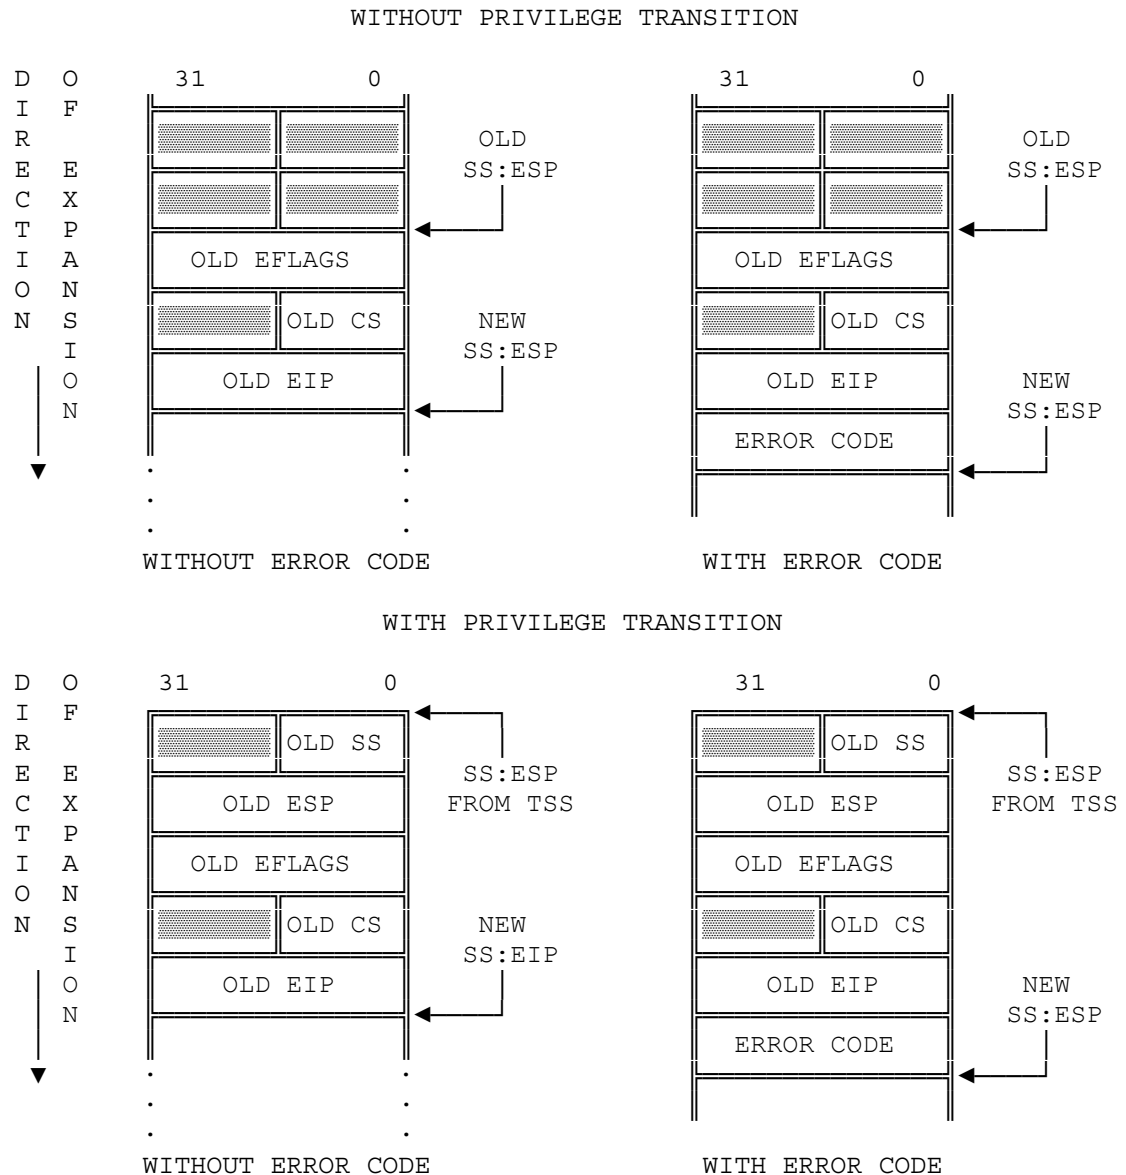 WITHOUT PRIVILEGE TRANSITION
D O 31 0 31 0
I F
R OLD OLD
E E SS:ESP SS:ESP
C X
T P
I A OLD EFLAGS OLD EFLAGS
O N
N S OLD CS NEW OLD CS
I SS:ESP
O OLD EIP OLD EIP NEW
N SS:ESP
ERROR CODE
WITHOUT ERROR CODE WITH ERROR CODE
WITH PRIVILEGE TRANSITION
D O 31 0 31 0
I F
R OLD SS OLD SS
E E SS:ESP SS:ESP
C X OLD ESP FROM TSS OLD ESP FROM TSS
T P
I A OLD EFLAGS OLD EFLAGS
O N
N S OLD CS NEW OLD CS
I SS:EIP
O OLD EIP OLD EIP NEW
N SS:ESP
ERROR CODE
WITHOUT ERROR CODE WITH ERROR CODE